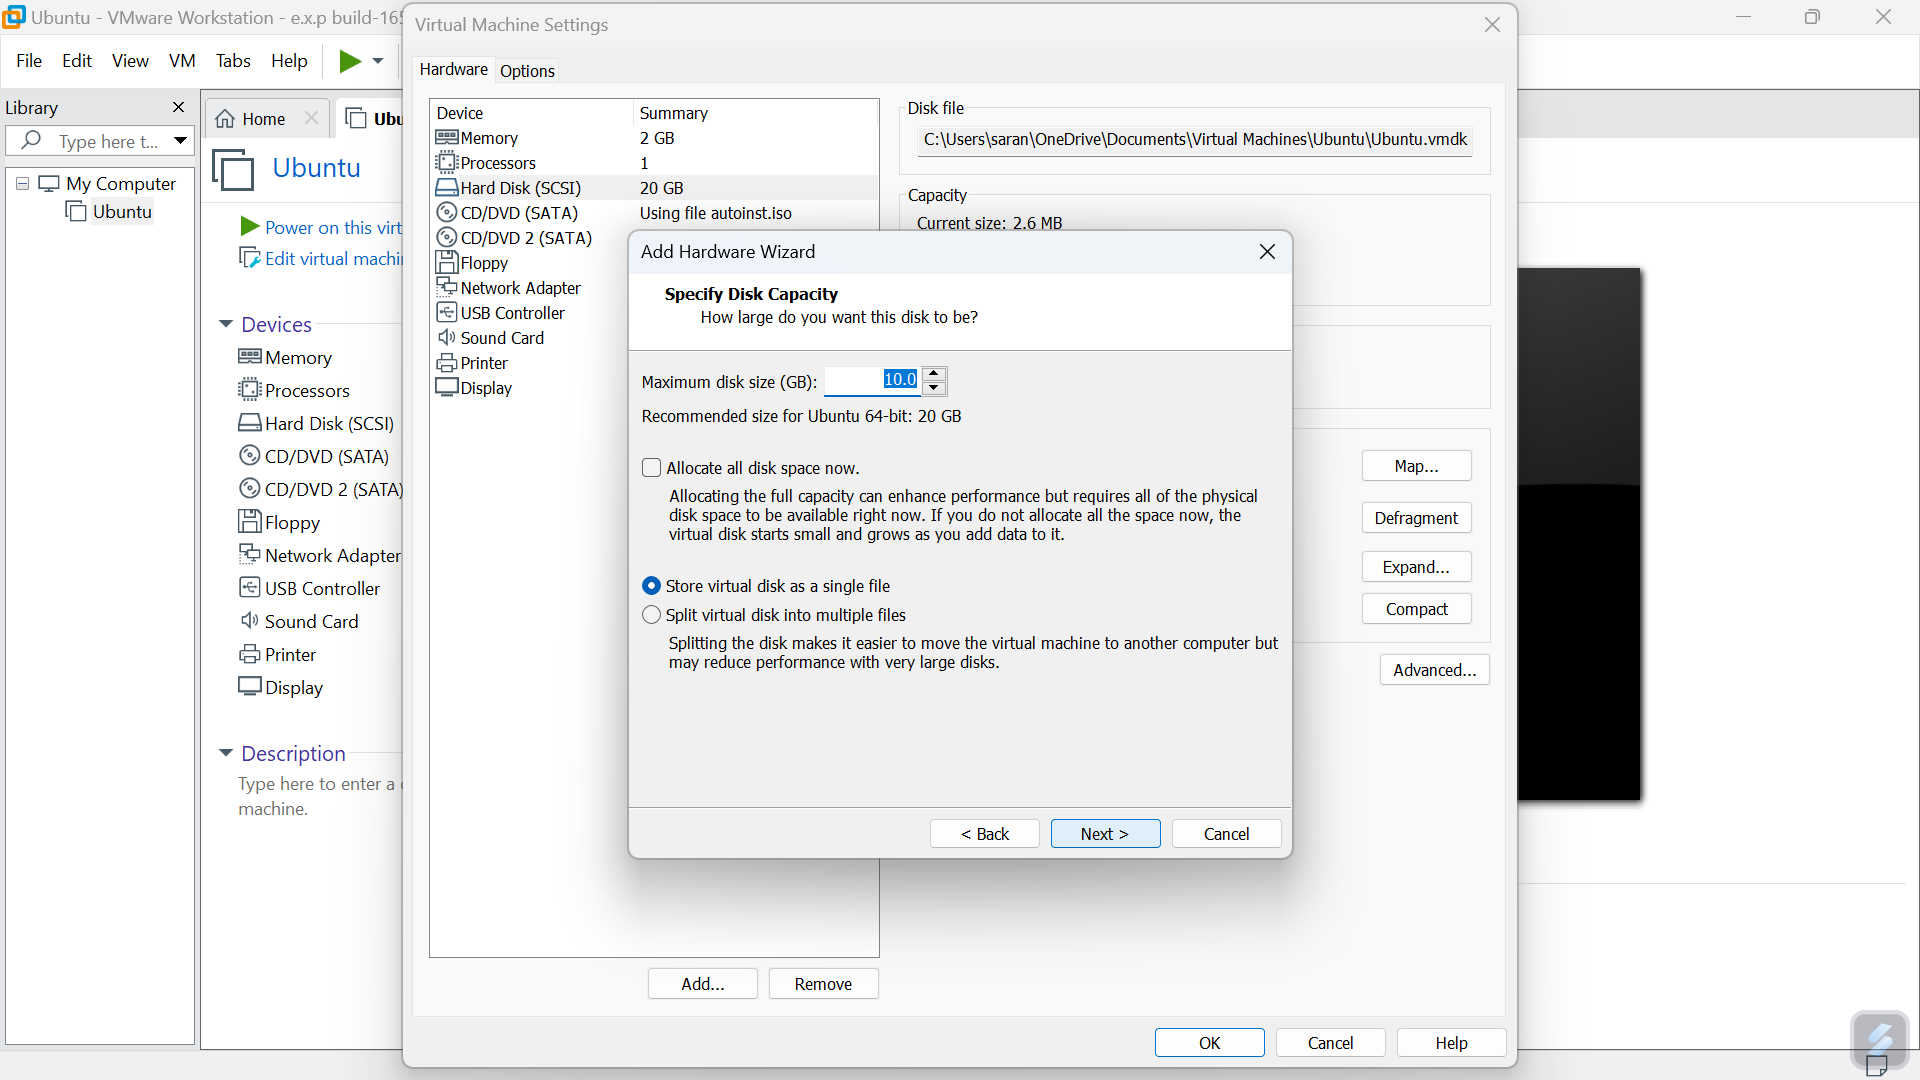 Ubuntu - VMware Workstation - e.x.p build-165
File Edit View VM Tabs Help
Library
Type here t...
My Computer
Ubuntu
Home
Ubu
Ubuntu
Power on this virt
Edit virtual machi
Devices
Memory
Processors
Hard Disk (SCSI)
CD/DVD (SATA)
CD/DVD 2 (SATA)
Floppy
Network Adapter
USB Controller
Sound Card
Printer
Display
Description
Type here to enter a
machine.
Virtual Machine Settings
Hardware Options
Device Summary
Memory 2 GB
Processors 1
Hard Disk (SCSI) 20 GB
CD/DVD (SATA) Using file autoinst.iso
CD/DVD 2 (SATA)
Floppy
Network Adapter
USB Controller
Sound Card
Printer
Display
Add... Remove
Disk file
C:\Users\saran\OneDrive\Documents\Virtual Machines\Ubuntu\Ubuntu.vmdk
Capacity
Current size: 2.6 MB
Map...
Defragment
Expand...
Compact
Advanced...
OK Cancel Help
Add Hardware Wizard
Specify Disk Capacity
How large do you want this disk to be?
Maximum disk size (GB): 10.0
Recommended size for Ubuntu 64-bit: 20 GB
Allocate all disk space now.
Allocating the full capacity can enhance performance but requires all of the physical
disk space to be available right now. If you do not allocate all the space now, the
virtual disk starts small and grows as you add data to it.
Store virtual disk as a single file
Split virtual disk into multiple files
Splitting the disk makes it easier to move the virtual machine to another computer but
may reduce performance with very large disks.
< Back Next > Cancel